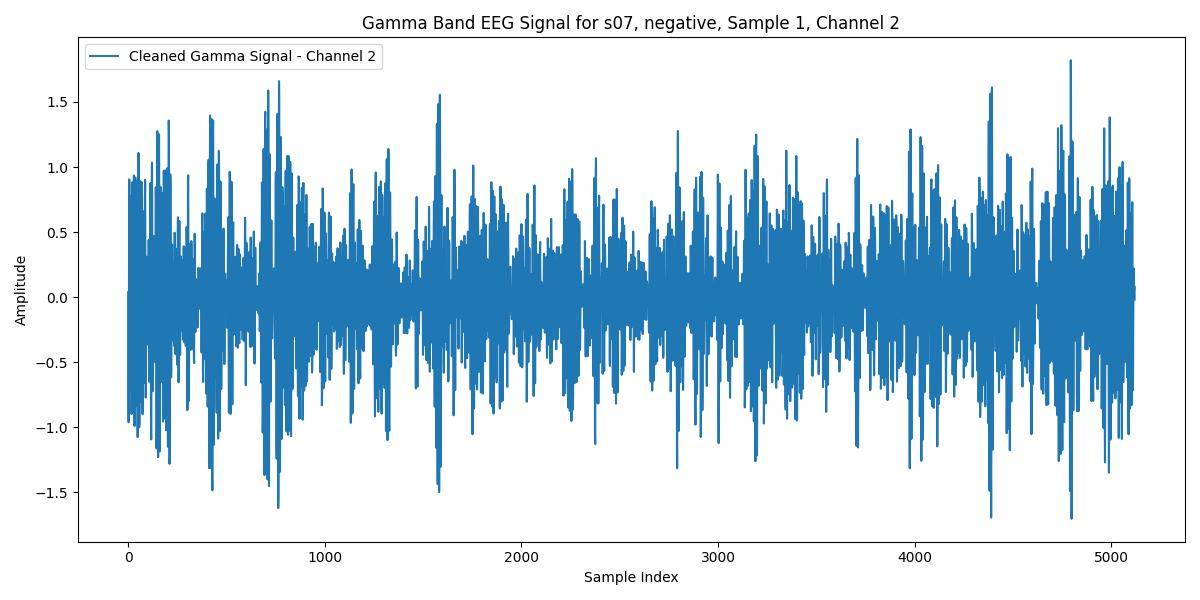 Gamma Band EEG Signal for s07, negative, Sample 1, Channel 2
Cleaned Gamma Signal - Channel 2
1.5
1.0
0.5
0.0
−0.5
−1.0
−1.5
Amplitude
0 1000 2000 3000 4000 5000
Sample Index